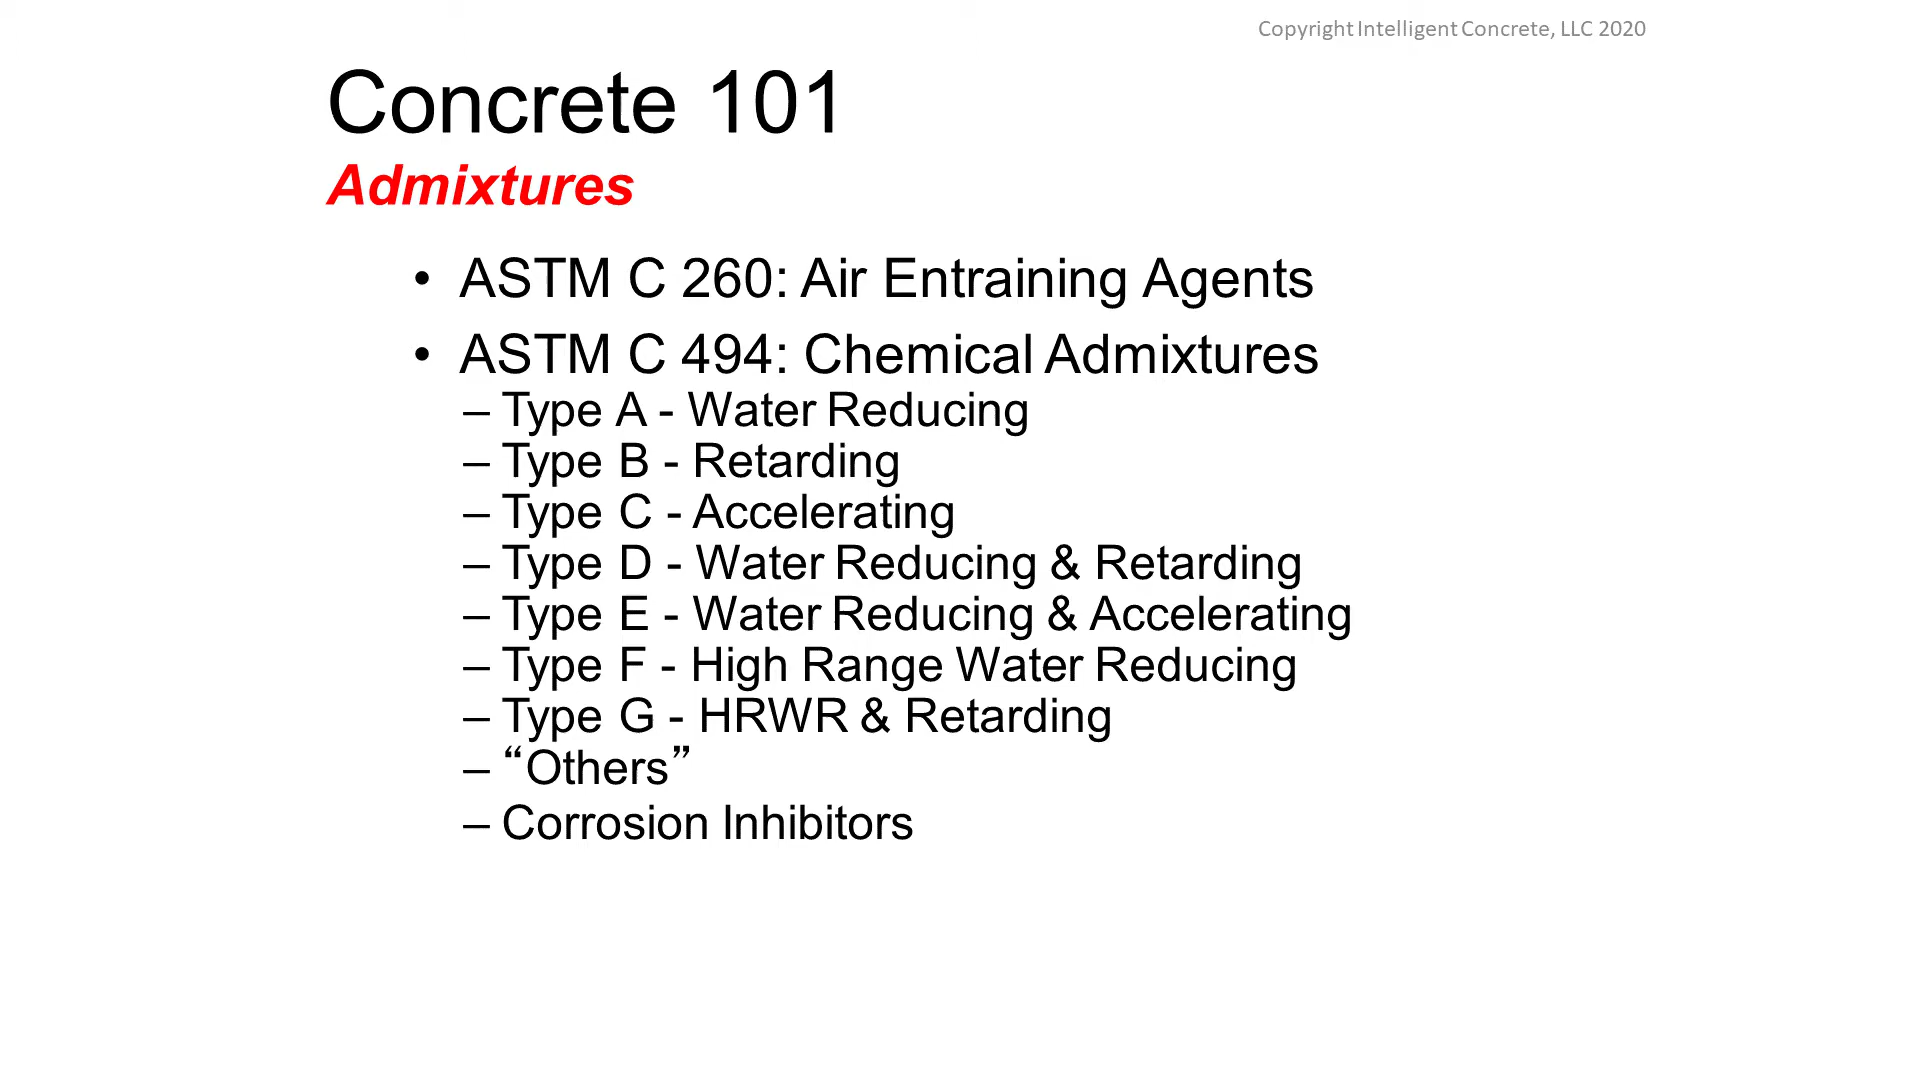 Copyright Intelligent Concrete, LLC 2020
Concrete 101
Admixtures
• ASTM C 260: Air Entraining Agents
• ASTM C 494: Chemical Admixtures
– Type A - Water Reducing
– Type B - Retarding
– Type C - Accelerating
– Type D - Water Reducing & Retarding
– Type E - Water Reducing & Accelerating
– Type F - High Range Water Reducing
– Type G - HRWR & Retarding
– “Others”
– Corrosion Inhibitors